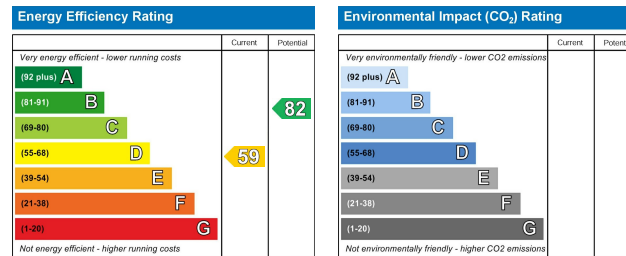 Energy Efficiency Rating
Current Potential
Very energy efficient - lower running costs
(92 plus) A
(81-91) B
82
(69-80) C
(55-68) D
59
(39-54) E
(21-38) F
(1-20) G
Not energy efficient - higher running costs
Environmental Impact (CO₂) Rating
Current Potent
Very environmentally friendly - lower CO2 emissions
(92 plus) A
(81-91) B
(69-80) C
(55-68) D
(39-54) E
(21-38) F
(1-20) G
Not environmentally friendly - higher CO2 emissions